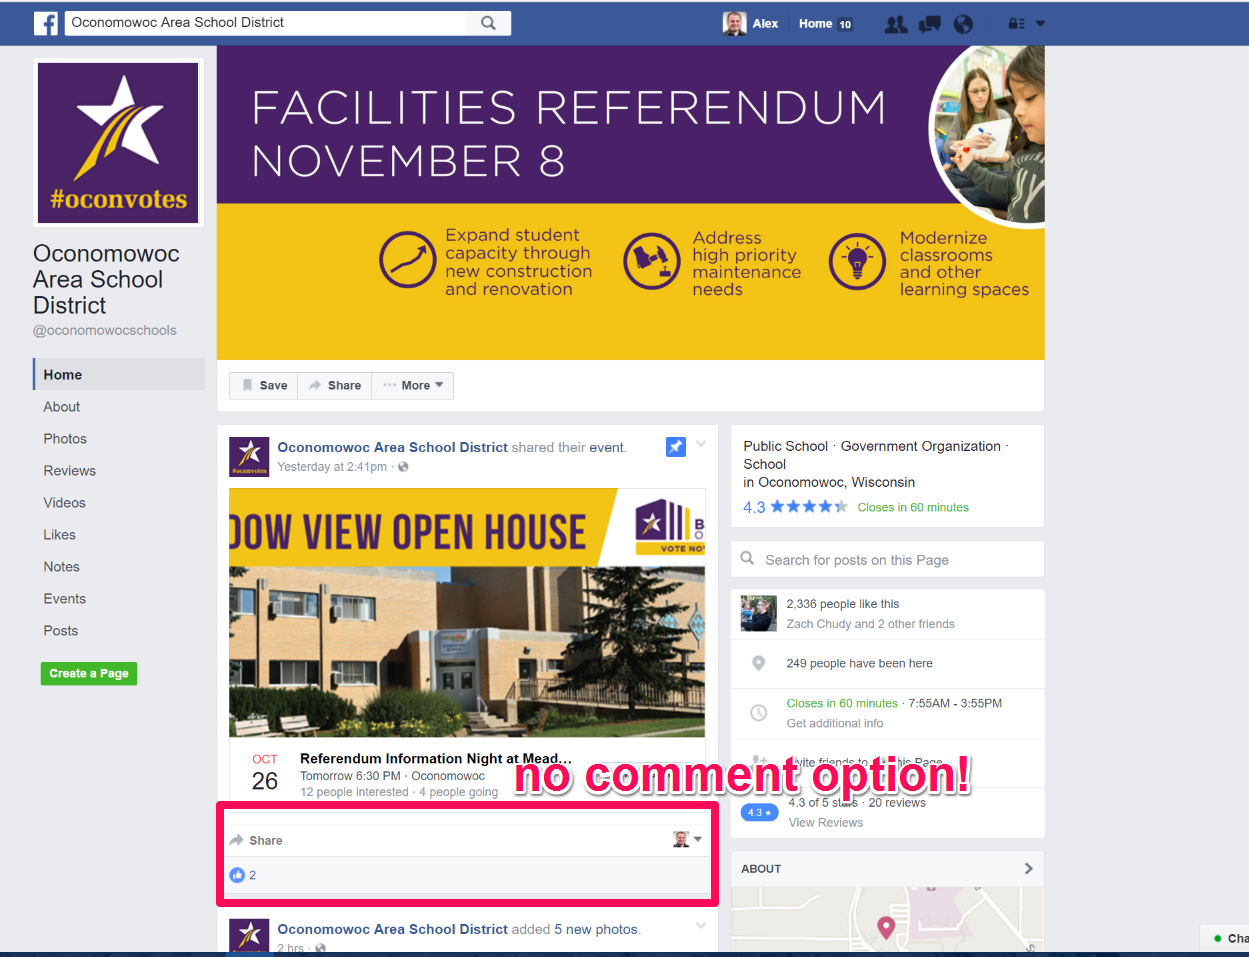 Oconomowoc Area School District
Alex
Home 10
#oconvotes
FACILITIES REFERENDUM
NOVEMBER 8
Expand student
capacity through
new construction
and renovation
Address
high priority
maintenance
needs
Modernize
classrooms
and other
learning spaces
Oconomowoc
Area School
District
@oconomowocschools
Home
About
Photos
Reviews
Videos
Likes
Notes
Events
Posts
Create a Page
Save
Share
More
Oconomowoc Area School District shared their event.
Yesterday at 2:41pm ·
#oconvotes
DOW VIEW OPEN HOUSE
VOTE NO
OCT
26
Referendum Information Night at Mead...
Tomorrow 6:30 PM · Oconomowoc
12 people interested · 4 people going
no comment option!
Share
2
Oconomowoc Area School District added 5 new photos.
2 hrs ·
Public School · Government Organization ·
School
in Oconomowoc, Wisconsin
4.3 Closes in 60 minutes
Search for posts on this Page
2,336 people like this
Zach Chudy and 2 other friends
249 people have been here
Closes in 60 minutes · 7:55AM - 3:55PM
Get additional info
Invite friends to like this Page
4.3 of 5 stars · 20 reviews
4.3
View Reviews
ABOUT
Cha